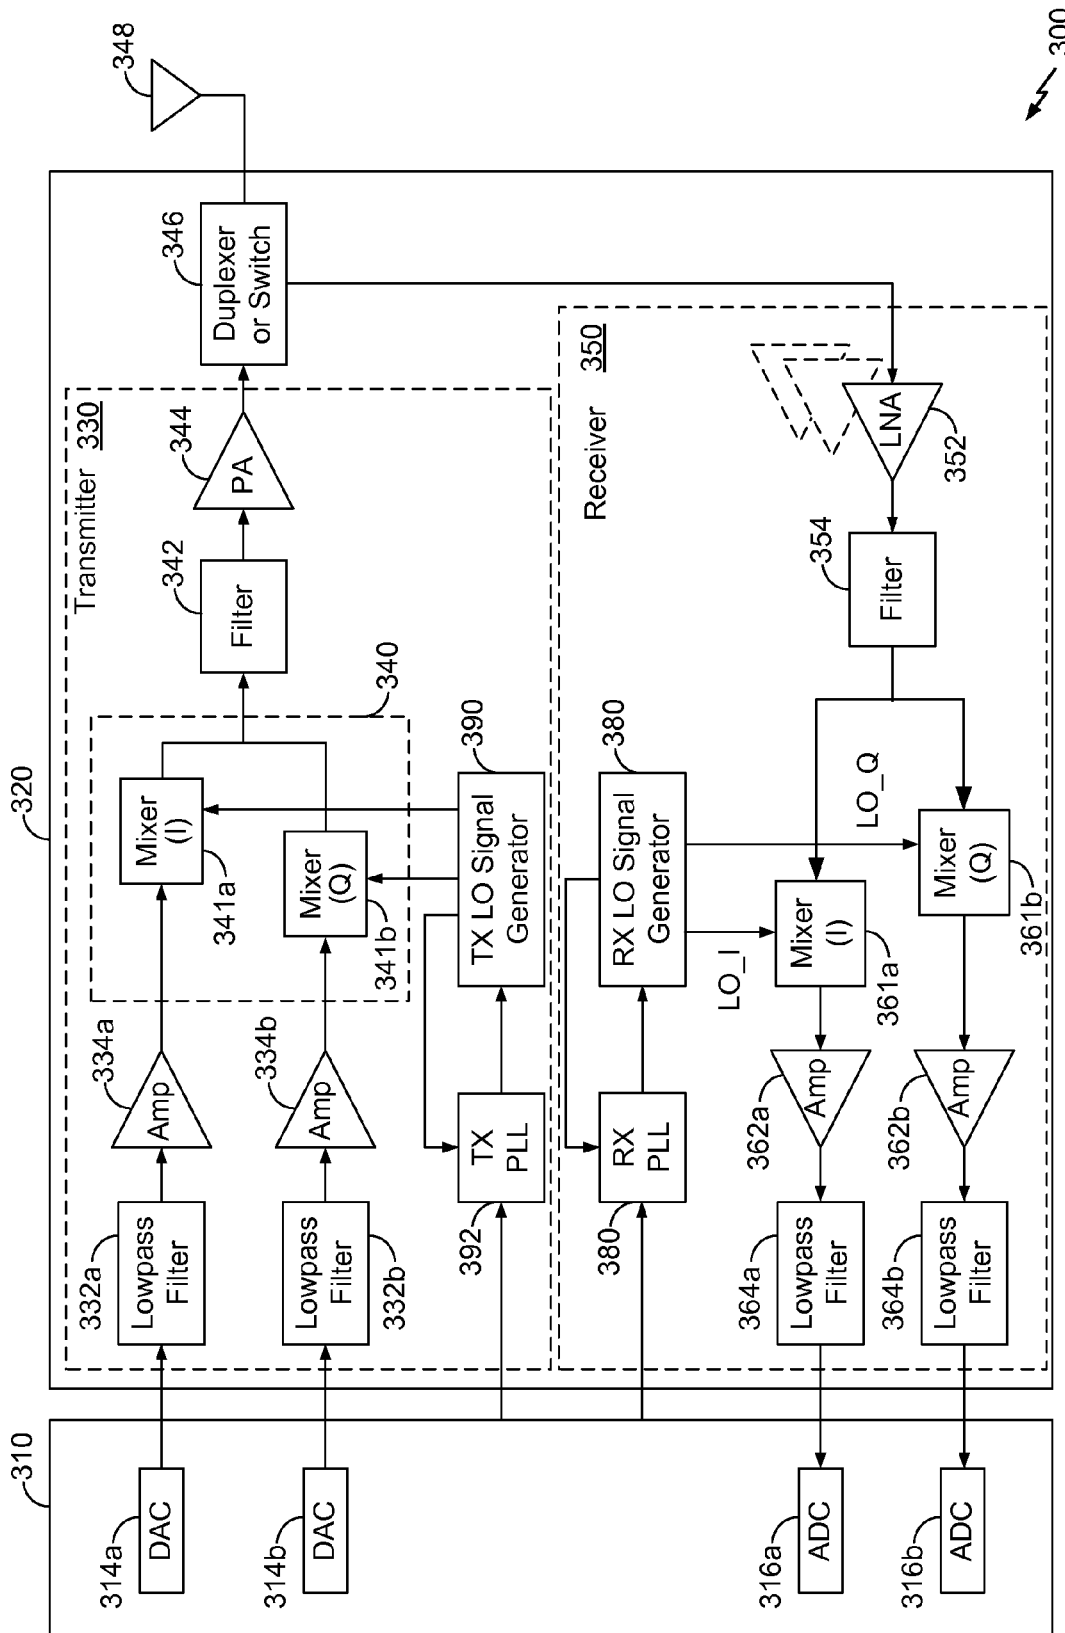 300
310
320
314a
DAC
314b
DAC
316a
ADC
316b
ADC
Transmitter 330
332a
Lowpass
Filter
334a
Amp
341a
Mixer
(I)
332b
Lowpass
Filter
334b
Amp
341b
Mixer
(Q)
340
342
Filter
344
PA
346
Duplexer
or Switch
348
392
TX
PLL
390
TX LO Signal
Generator
Receiver 350
380
RX
PLL
380
RX LO Signal
Generator
LO_I
LO_Q
364a
Lowpass
Filter
362a
Amp
361a
Mixer
(I)
364b
Lowpass
Filter
362b
Amp
361b
Mixer
(Q)
354
Filter
352
LNA